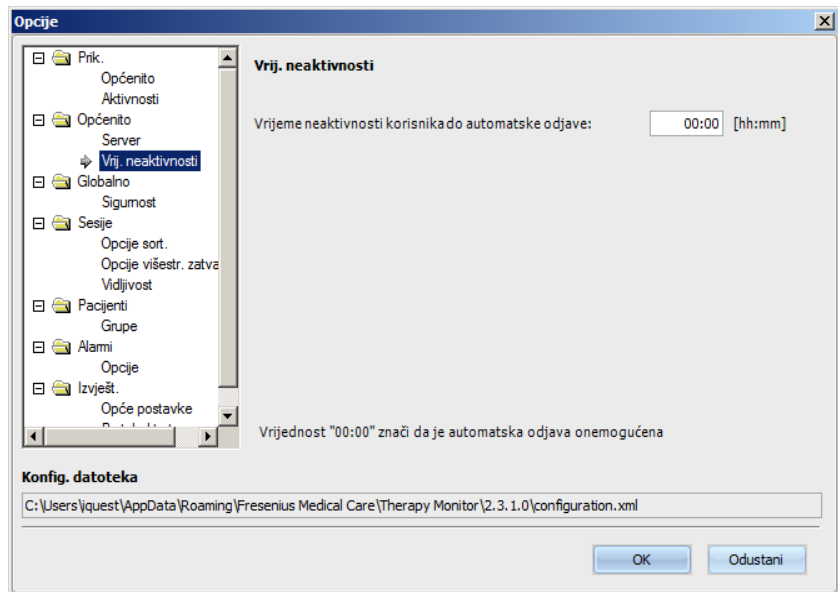 Opcije
Prik.
Općenito
Aktivnosti
Općenito
Server
Vrij. neaktivnosti
Globalno
Sigurnost
Sesije
Opcije sort.
Opcije višestr. zatva
Vidljivost
Pacijenti
Grupe
Alarmi
Opcije
Izvješt.
Opće postavke
Vrij. neaktivnosti
Vrijeme neaktivnosti korisnika do automatske odjave: 00:00 [hh:mm]
Vrijednost "00:00" znači da je automatska odjava onemogućena
Konfig. datoteka
C:\Users\iquest\AppData\Roaming\Fresenius Medical Care\Therapy Monitor\2.3.1.0\configuration.xml
OK
Odustani